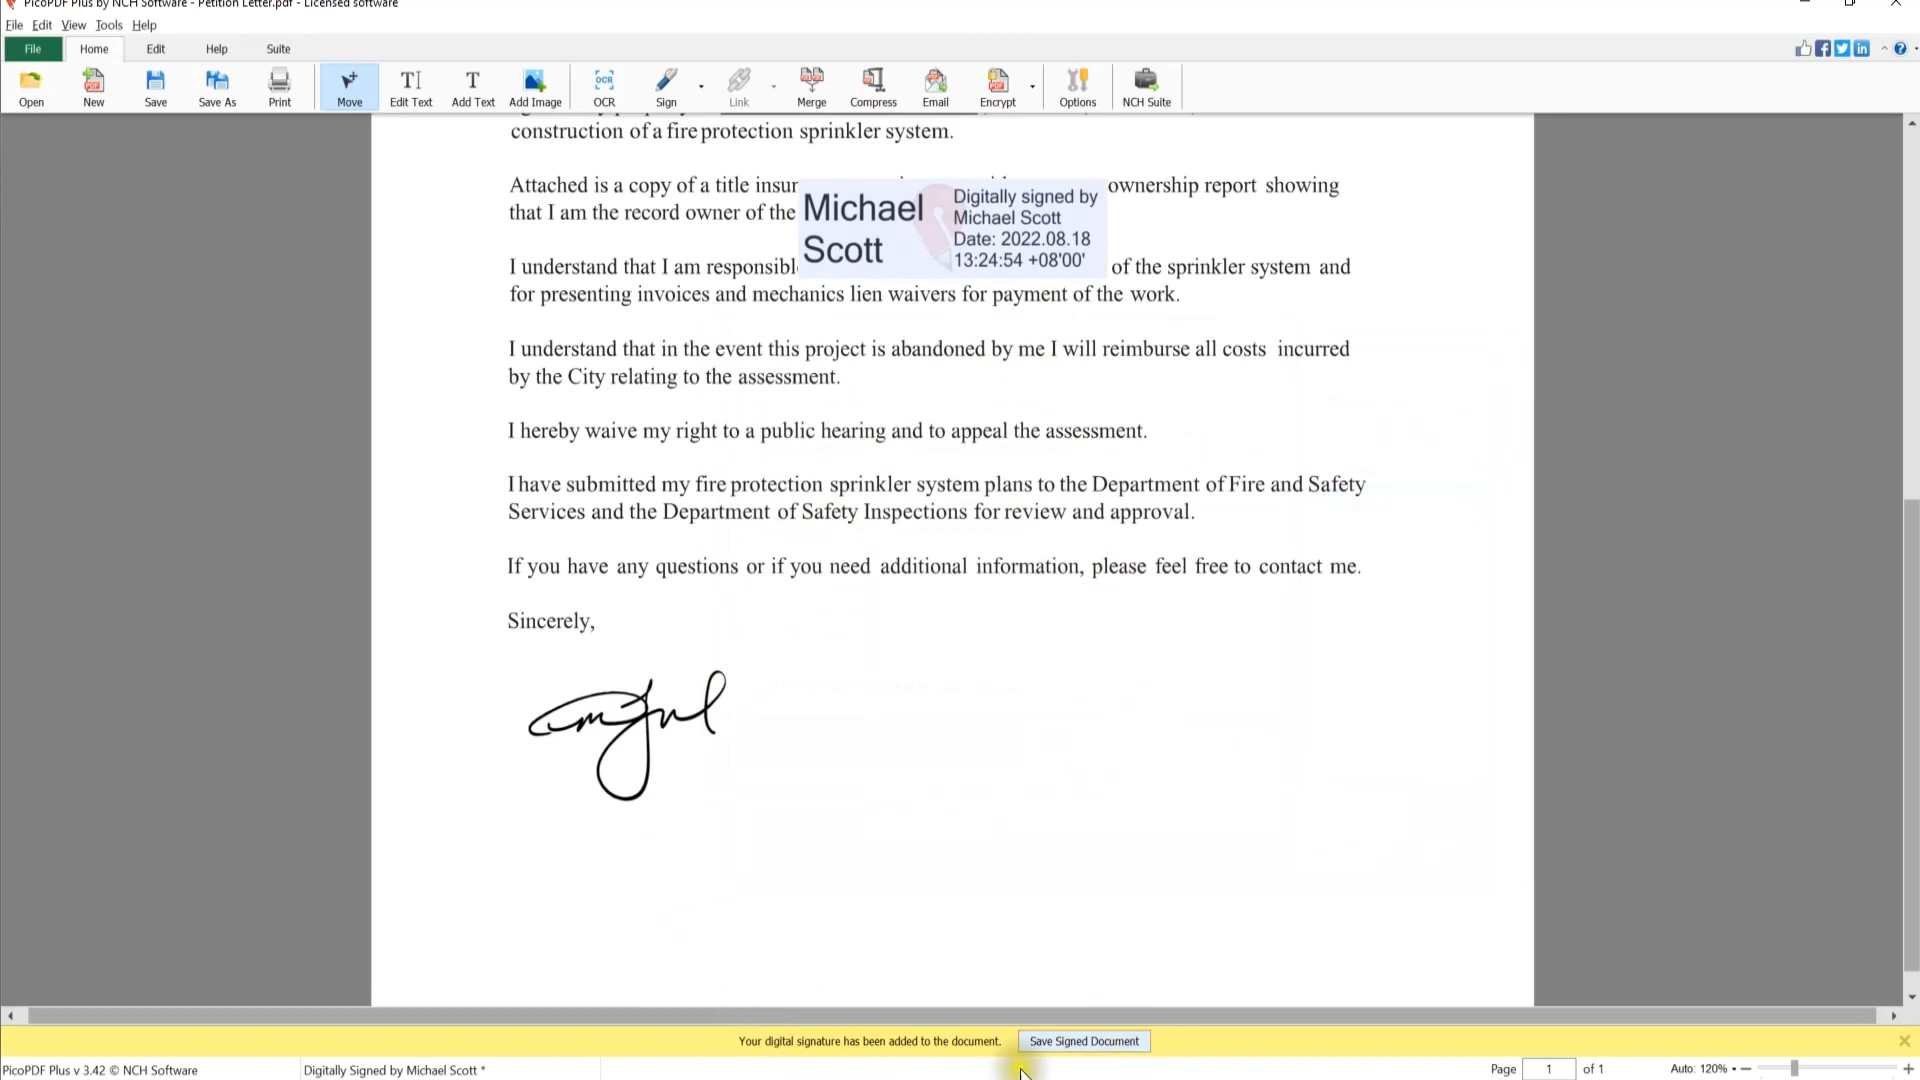 PicoPDF Plus by NCH Software - Petition Letter.pdf - Licensed software
File Edit View Tools Help
File Home Edit Help Suite
Open New Save Save As Print Move Edit Text Add Text Add Image OCR Sign Link Merge Compress Email Encrypt Options NCH Suite
construction of a fire protection sprinkler system.
Attached is a copy of a title ownership report showing
that I am the record owner of the
Michael
Scott
Digitally signed by
Michael Scott
Date: 2022.08.18
13:24:54 +08'00'
I understand that I am of the sprinkler system and
for presenting invoices and mechanics lien waivers for payment of the work.
I understand that in the event this project is abandoned by me I will reimburse all costs incurred
by the City relating to the assessment.
I hereby waive my right to a public hearing and to appeal the assessment.
I have submitted my fire protection sprinkler system plans to the Department of Fire and Safety
Services and the Department of Safety Inspections for review and approval.
If you have any questions or if you need additional information, please feel free to contact me.
Sincerely,
Your digital signature has been added to the document. Save Signed Document
PicoPDF Plus v 3.42 © NCH Software Digitally Signed by Michael Scott * Page 1 of 1 Auto: 120%